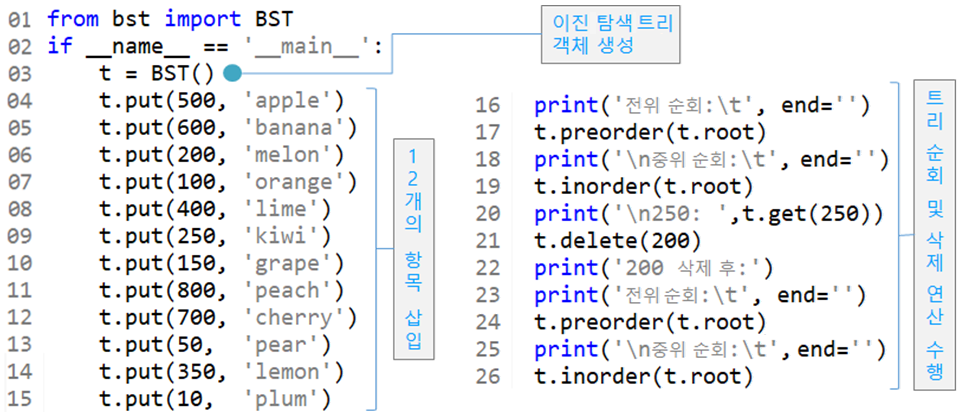 01 from bst import BST
02 if __name__ == '__main__':
03     t = BST()
이진 탐색 트리
객체 생성
04     t.put(500, 'apple')
05     t.put(600, 'banana')
06     t.put(200, 'melon')
07     t.put(100, 'orange')
08     t.put(400, 'lime')
09     t.put(250, 'kiwi')
10     t.put(150, 'grape')
11     t.put(800, 'peach')
12     t.put(700, 'cherry')
13     t.put(50,  'pear')
14     t.put(350, 'lemon')
15     t.put(10,  'plum')
12개의 항목 삽입
16 print('전위 순회:\t', end='')
17 t.preorder(t.root)
18 print('\n중위 순회:\t', end='')
19 t.inorder(t.root)
20 print('\n250: ',t.get(250))
21 t.delete(200)
22 print('200 삭제 후:')
23 print('전위 순회:\t', end='')
24 t.preorder(t.root)
25 print('\n중위 순회:\t', end='')
26 t.inorder(t.root)
트리 순회 및 삭제 연산 수행